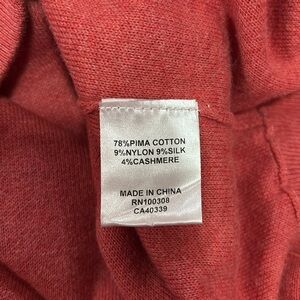 78%PIMA COTTON
9%NYLON 9%SILK
4%CASHMERE
MADE IN CHINA
RN100308
CA40339